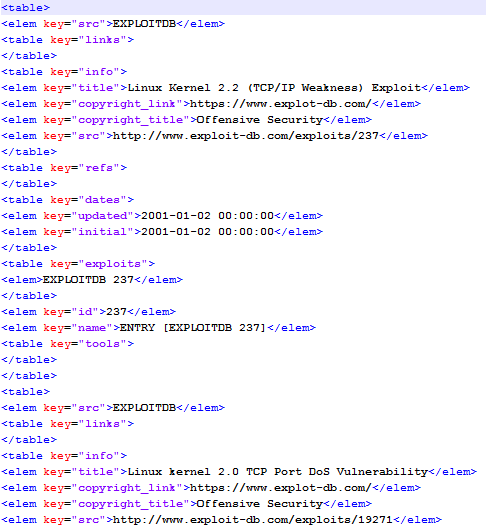 <table>
<elem key="src">EXPLOITDB</elem>
<table key="links">
</table>
<table key="info">
<elem key="title">Linux Kernel 2.2 (TCP/IP Weakness) Exploit</elem>
<elem key="copyright_link">https://www.explot-db.com/</elem>
<elem key="copyright_title">Offensive Security</elem>
<elem key="src">http://www.exploit-db.com/exploits/237</elem>
</table>
<table key="refs">
</table>
<table key="dates">
<elem key="updated">2001-01-02 00:00:00</elem>
<elem key="initial">2001-01-02 00:00:00</elem>
</table>
<table key="exploits">
<elem>EXPLOITDB 237</elem>
</table>
<elem key="id">237</elem>
<elem key="name">ENTRY [EXPLOITDB 237]</elem>
<table key="tools">
</table>
</table>
<table>
<elem key="src">EXPLOITDB</elem>
<table key="links">
</table>
<table key="info">
<elem key="title">Linux kernel 2.0 TCP Port DoS Vulnerability</elem>
<elem key="copyright_link">https://www.explot-db.com/</elem>
<elem key="copyright_title">Offensive Security</elem>
<elem key="src">http://www.exploit-db.com/exploits/19271</elem>